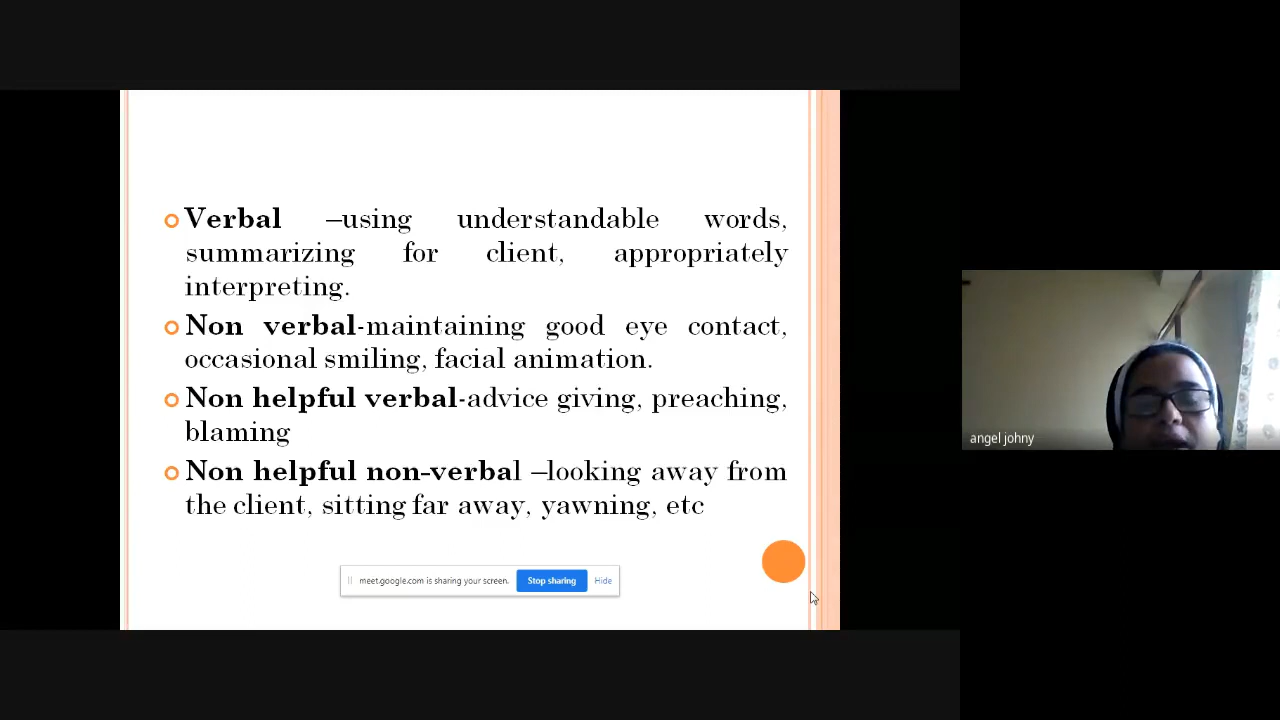 Verbal –using understandable words,
summarizing for client, appropriately
interpreting.
Non verbal-maintaining good eye contact,
occasional smiling, facial animation.
Non helpful verbal-advice giving, preaching,
blaming
Non helpful non-verbal –looking away from
the client, sitting far away, yawning, etc
meet.google.com is sharing your screen. Stop sharing Hide
angel johny